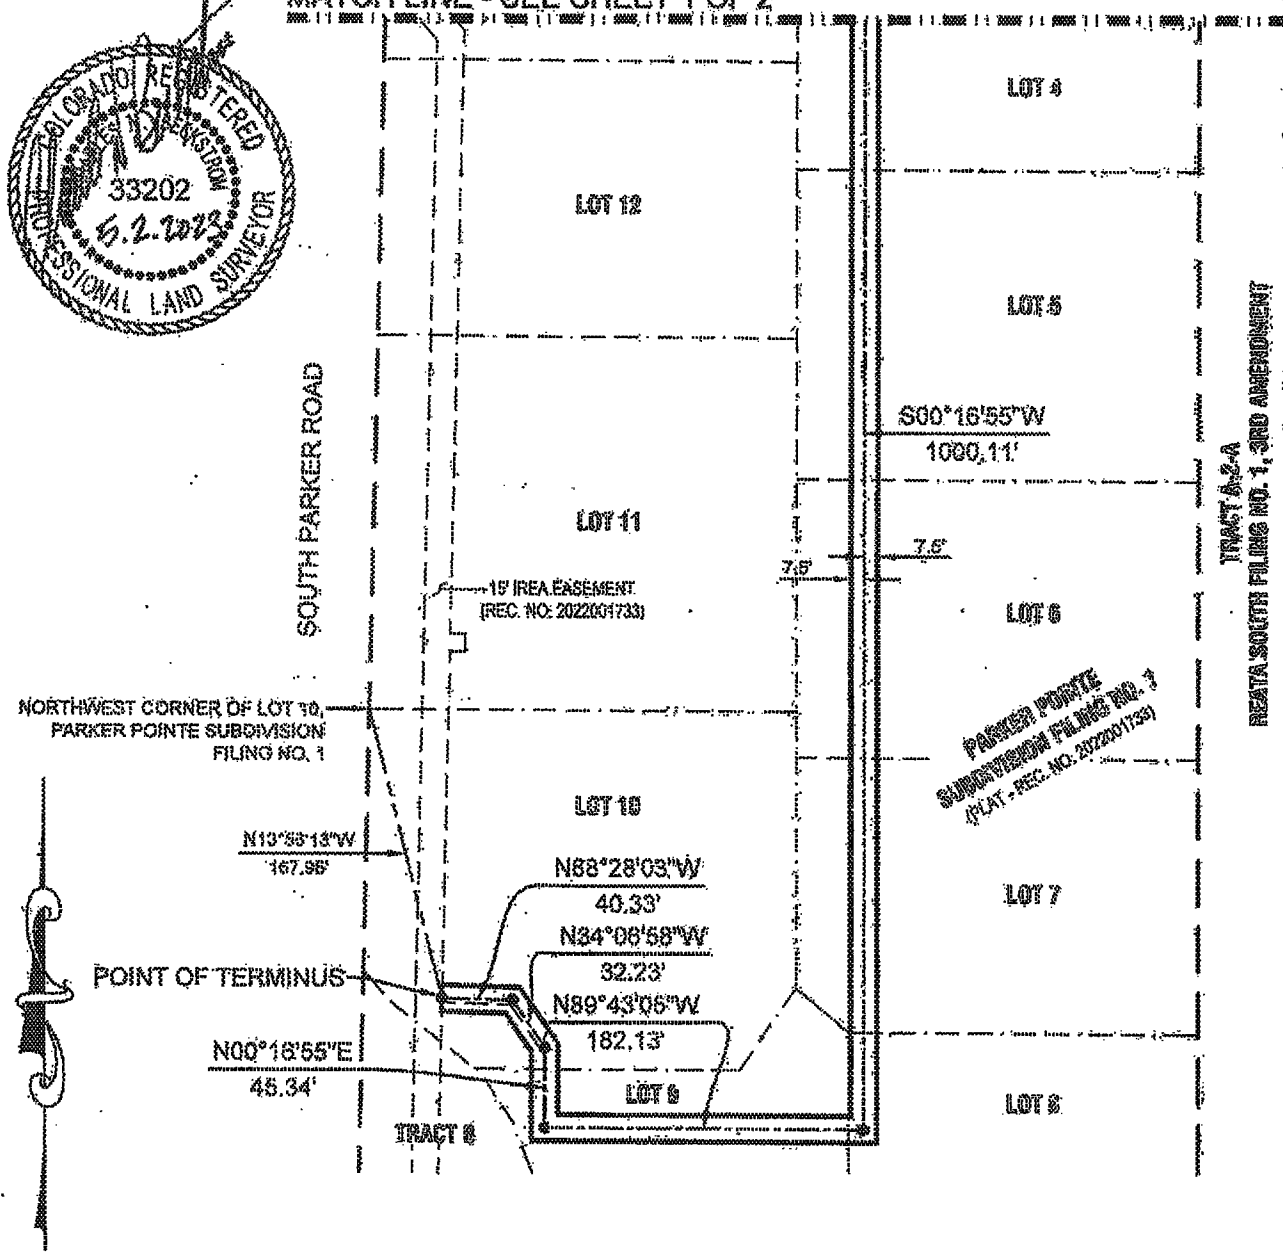 MATCH LINE - SEE SHEET 1 OF 2
COLORADO REGISTERED
33202
5.2.2023
PROFESSIONAL LAND SURVEYOR
LOT 4
LOT 12
LOT 5
SOUTH PARKER ROAD
S00°16'55"W
1000.11'
TRACT A-2-A
REATA SOUTH FILING NO. 1, 3RD AMENDMENT
LOT 11
7.5'
7.5'
15' IREA EASEMENT
(REC. NO: 2022001733)
LOT 6
NORTHWEST CORNER OF LOT 10,
PARKER POINTE SUBDIVISION
FILING NO. 1
PARKER POINTE
SUBDIVISION FILING NO. 1
(PLAT - REC. NO: 2022001733)
LOT 10
167.96'
N88°28'03"W
40.33'
LOT 7
N34°06'58"W
32.23'
POINT OF TERMINUS
N89°43'05"W
182.13'
N00°16'55"E
45.34'
LOT 9
LOT 8
TRACT B